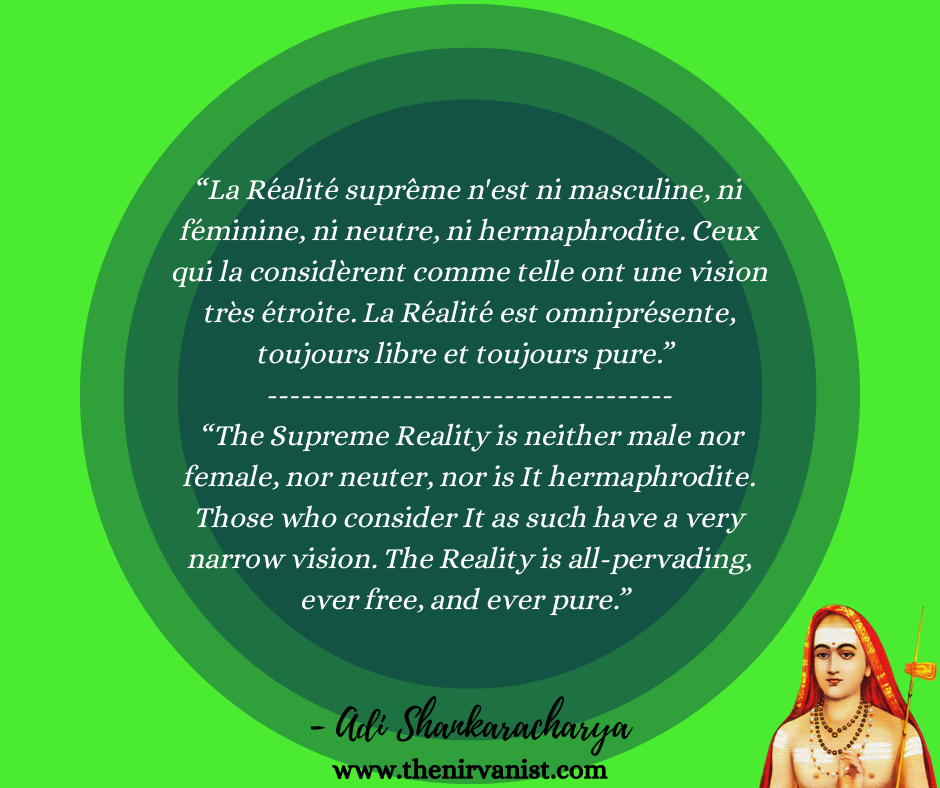 “La Réalité suprême n'est ni masculine, ni
féminine, ni neutre, ni hermaphrodite. Ceux
qui la considèrent comme telle ont une vision
très étroite. La Réalité est omniprésente,
toujours libre et toujours pure.”
------------------------------------
“The Supreme Reality is neither male nor
female, nor neuter, nor is It hermaphrodite.
Those who consider It as such have a very
narrow vision. The Reality is all-pervading,
ever free, and ever pure.”
- Adi Shankaracharya
www.thenirvanist.com